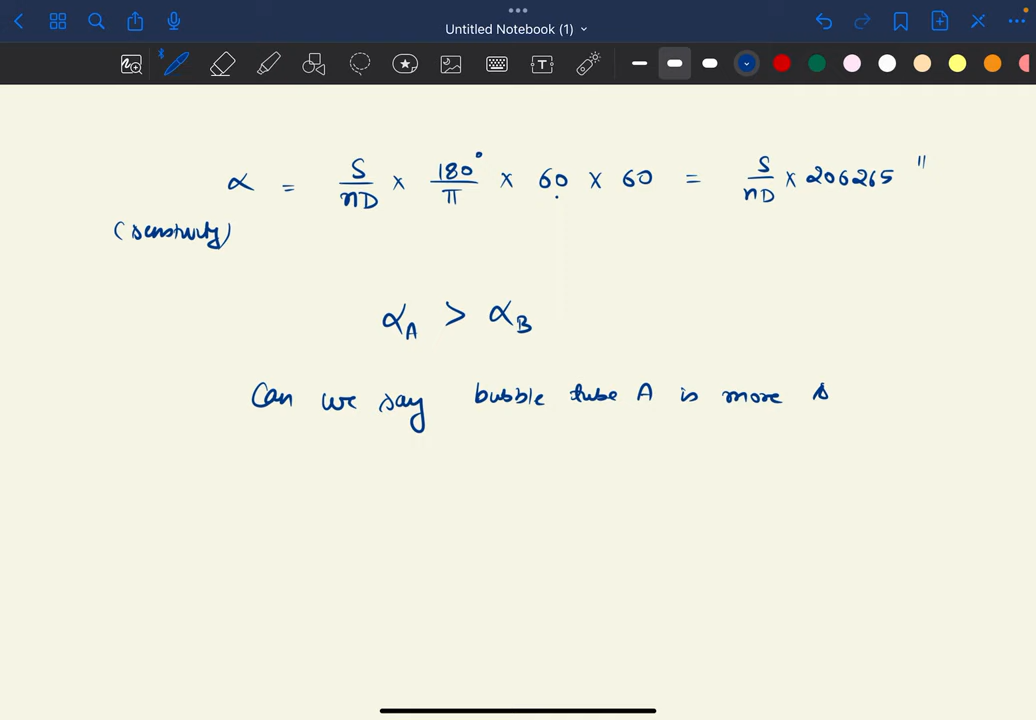 Untitled Notebook (1)
α = S/nD × 180°/π × 60 × 60 = S/nD × 206265 "
(sensitivity)
α_A > α_B
Can we say bubble tube A is more s